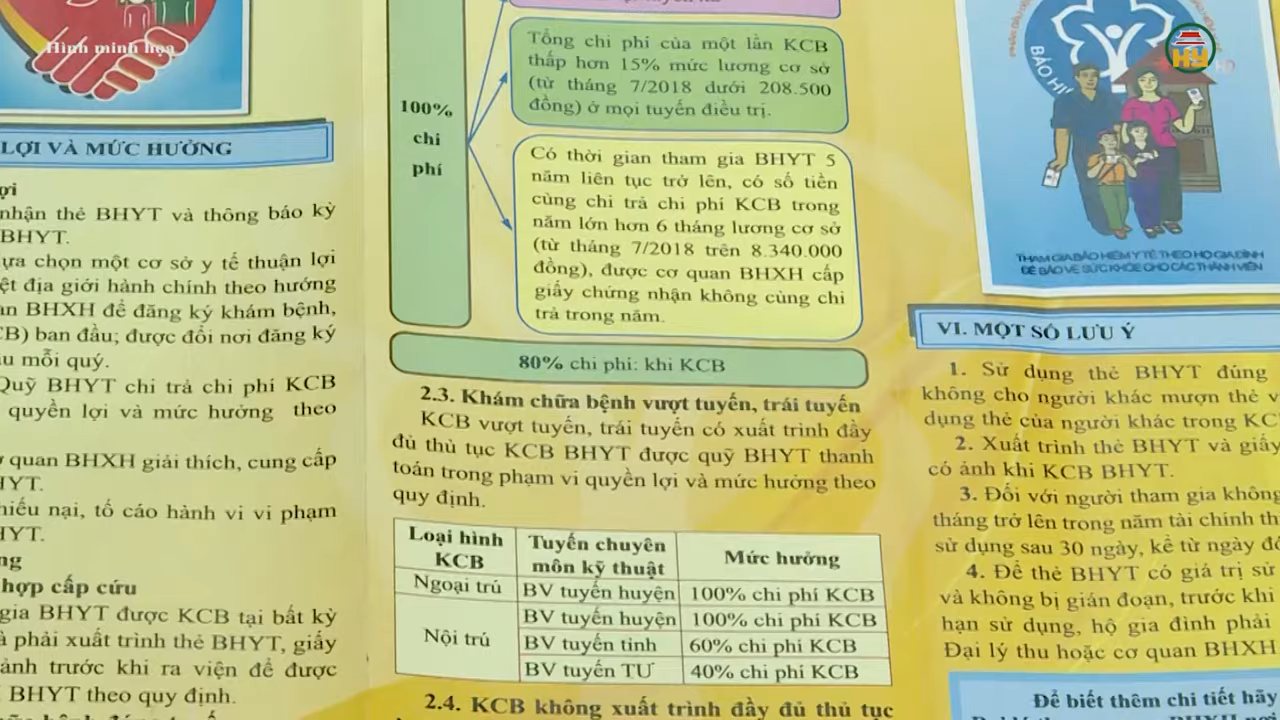 Hình minh họa
LỢI VÀ MỨC HƯỞNG
nhận thẻ BHYT và thông báo kỳ
BHYT.
lựa chọn một cơ sở y tế thuận lợi
địa giới hành chính theo hướng
BHXH để đăng ký khám bệnh,
ban đầu; được đổi nơi đăng ký
mỗi quý.
Quỹ BHYT chi trả chi phí KCB
quyền lợi và mức hưởng theo
quan BHXH giải thích, cung cấp
nại, tố cáo hành vi vi phạm
hợp cấp cứu
gia BHYT được KCB tại bất kỳ
phải xuất trình thẻ BHYT, giấy
ảnh trước khi ra viện để được
BHYT theo quy định.
100%
chi
phí
Tổng chi phí của một lần KCB
thấp hơn 15% mức lương cơ sở
(từ tháng 7/2018 dưới 208.500
đồng) ở mọi tuyến điều trị.
Có thời gian tham gia BHYT 5
năm liên tục trở lên, có số tiền
cùng chi trả chi phí KCB trong
năm lớn hơn 6 tháng lương cơ sở
(từ tháng 7/2018 trên 8.340.000
đồng), được cơ quan BHXH cấp
giấy chứng nhận không cùng chi
trả trong năm.
80% chi phí: khi KCB
2.3. Khám chữa bệnh vượt tuyến, trái tuyến
KCB vượt tuyến, trái tuyến có xuất trình đầy
đủ thủ tục KCB BHYT được quỹ BHYT thanh
toán trong phạm vi quyền lợi và mức hưởng theo
quy định.
Loại hình KCB Tuyến chuyên môn kỹ thuật Mức hưởng
Ngoại trú BV tuyến huyện 100% chi phí KCB
Nội trú BV tuyến huyện 100% chi phí KCB
BV tuyến tỉnh 60% chi phí KCB
BV tuyến TƯ 40% chi phí KCB
2.4. KCB không xuất trình đầy đủ thủ tục
HY
BẢO HI
THAM GIA BẢO HIỂM Y TẾ THEO HỘ GIA ĐÌNH
ĐỂ BẢO VỆ SỨC KHỎE CHO CÁC THÀNH VIÊN
VI. MỘT SỐ LƯU Ý
1. Sử dụng thẻ BHYT đúng
không cho người khác mượn thẻ
dụng thẻ của người khác trong KC
2. Xuất trình thẻ BHYT và giấy
có ảnh khi KCB BHYT.
3. Đối với người tham gia không
tháng trở lên trong năm tài chính
sử dụng sau 30 ngày, kể từ ngày
4. Để thẻ BHYT có giá trị sử
và không bị gián đoạn, trước khi
hạn sử dụng, hộ gia đình phải
Đại lý thu hoặc cơ quan BHXH
Để biết thêm chi tiết hãy